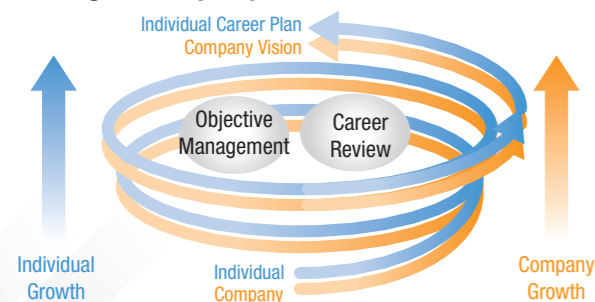 Individual Career Plan
Company Vision
Objective
Management
Career
Review
Individual
Growth
Individual
Company
Company
Growth